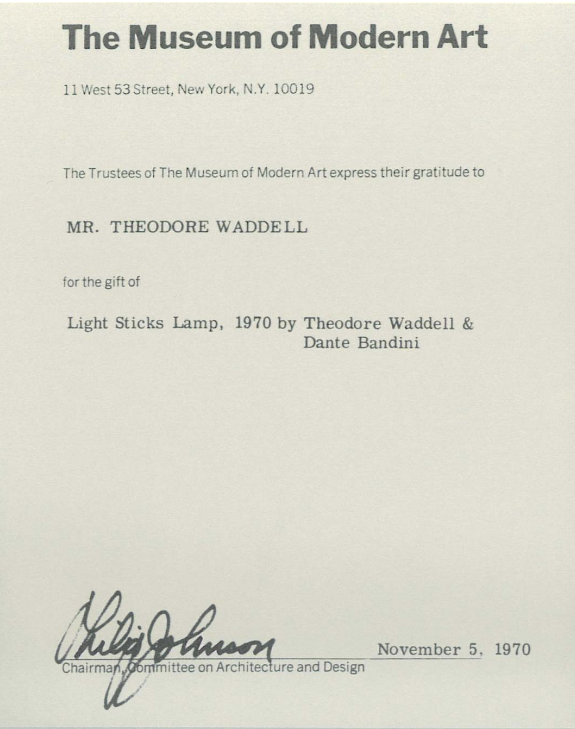 The Museum of Modern Art
11 West 53 Street, New York, N.Y. 10019
The Trustees of The Museum of Modern Art express their gratitude to
MR. THEODORE WADDELL
for the gift of
Light Sticks Lamp, 1970 by Theodore Waddell &
Dante Bandini
Philip Johnson
November 5, 1970
Chairman, Committee on Architecture and Design